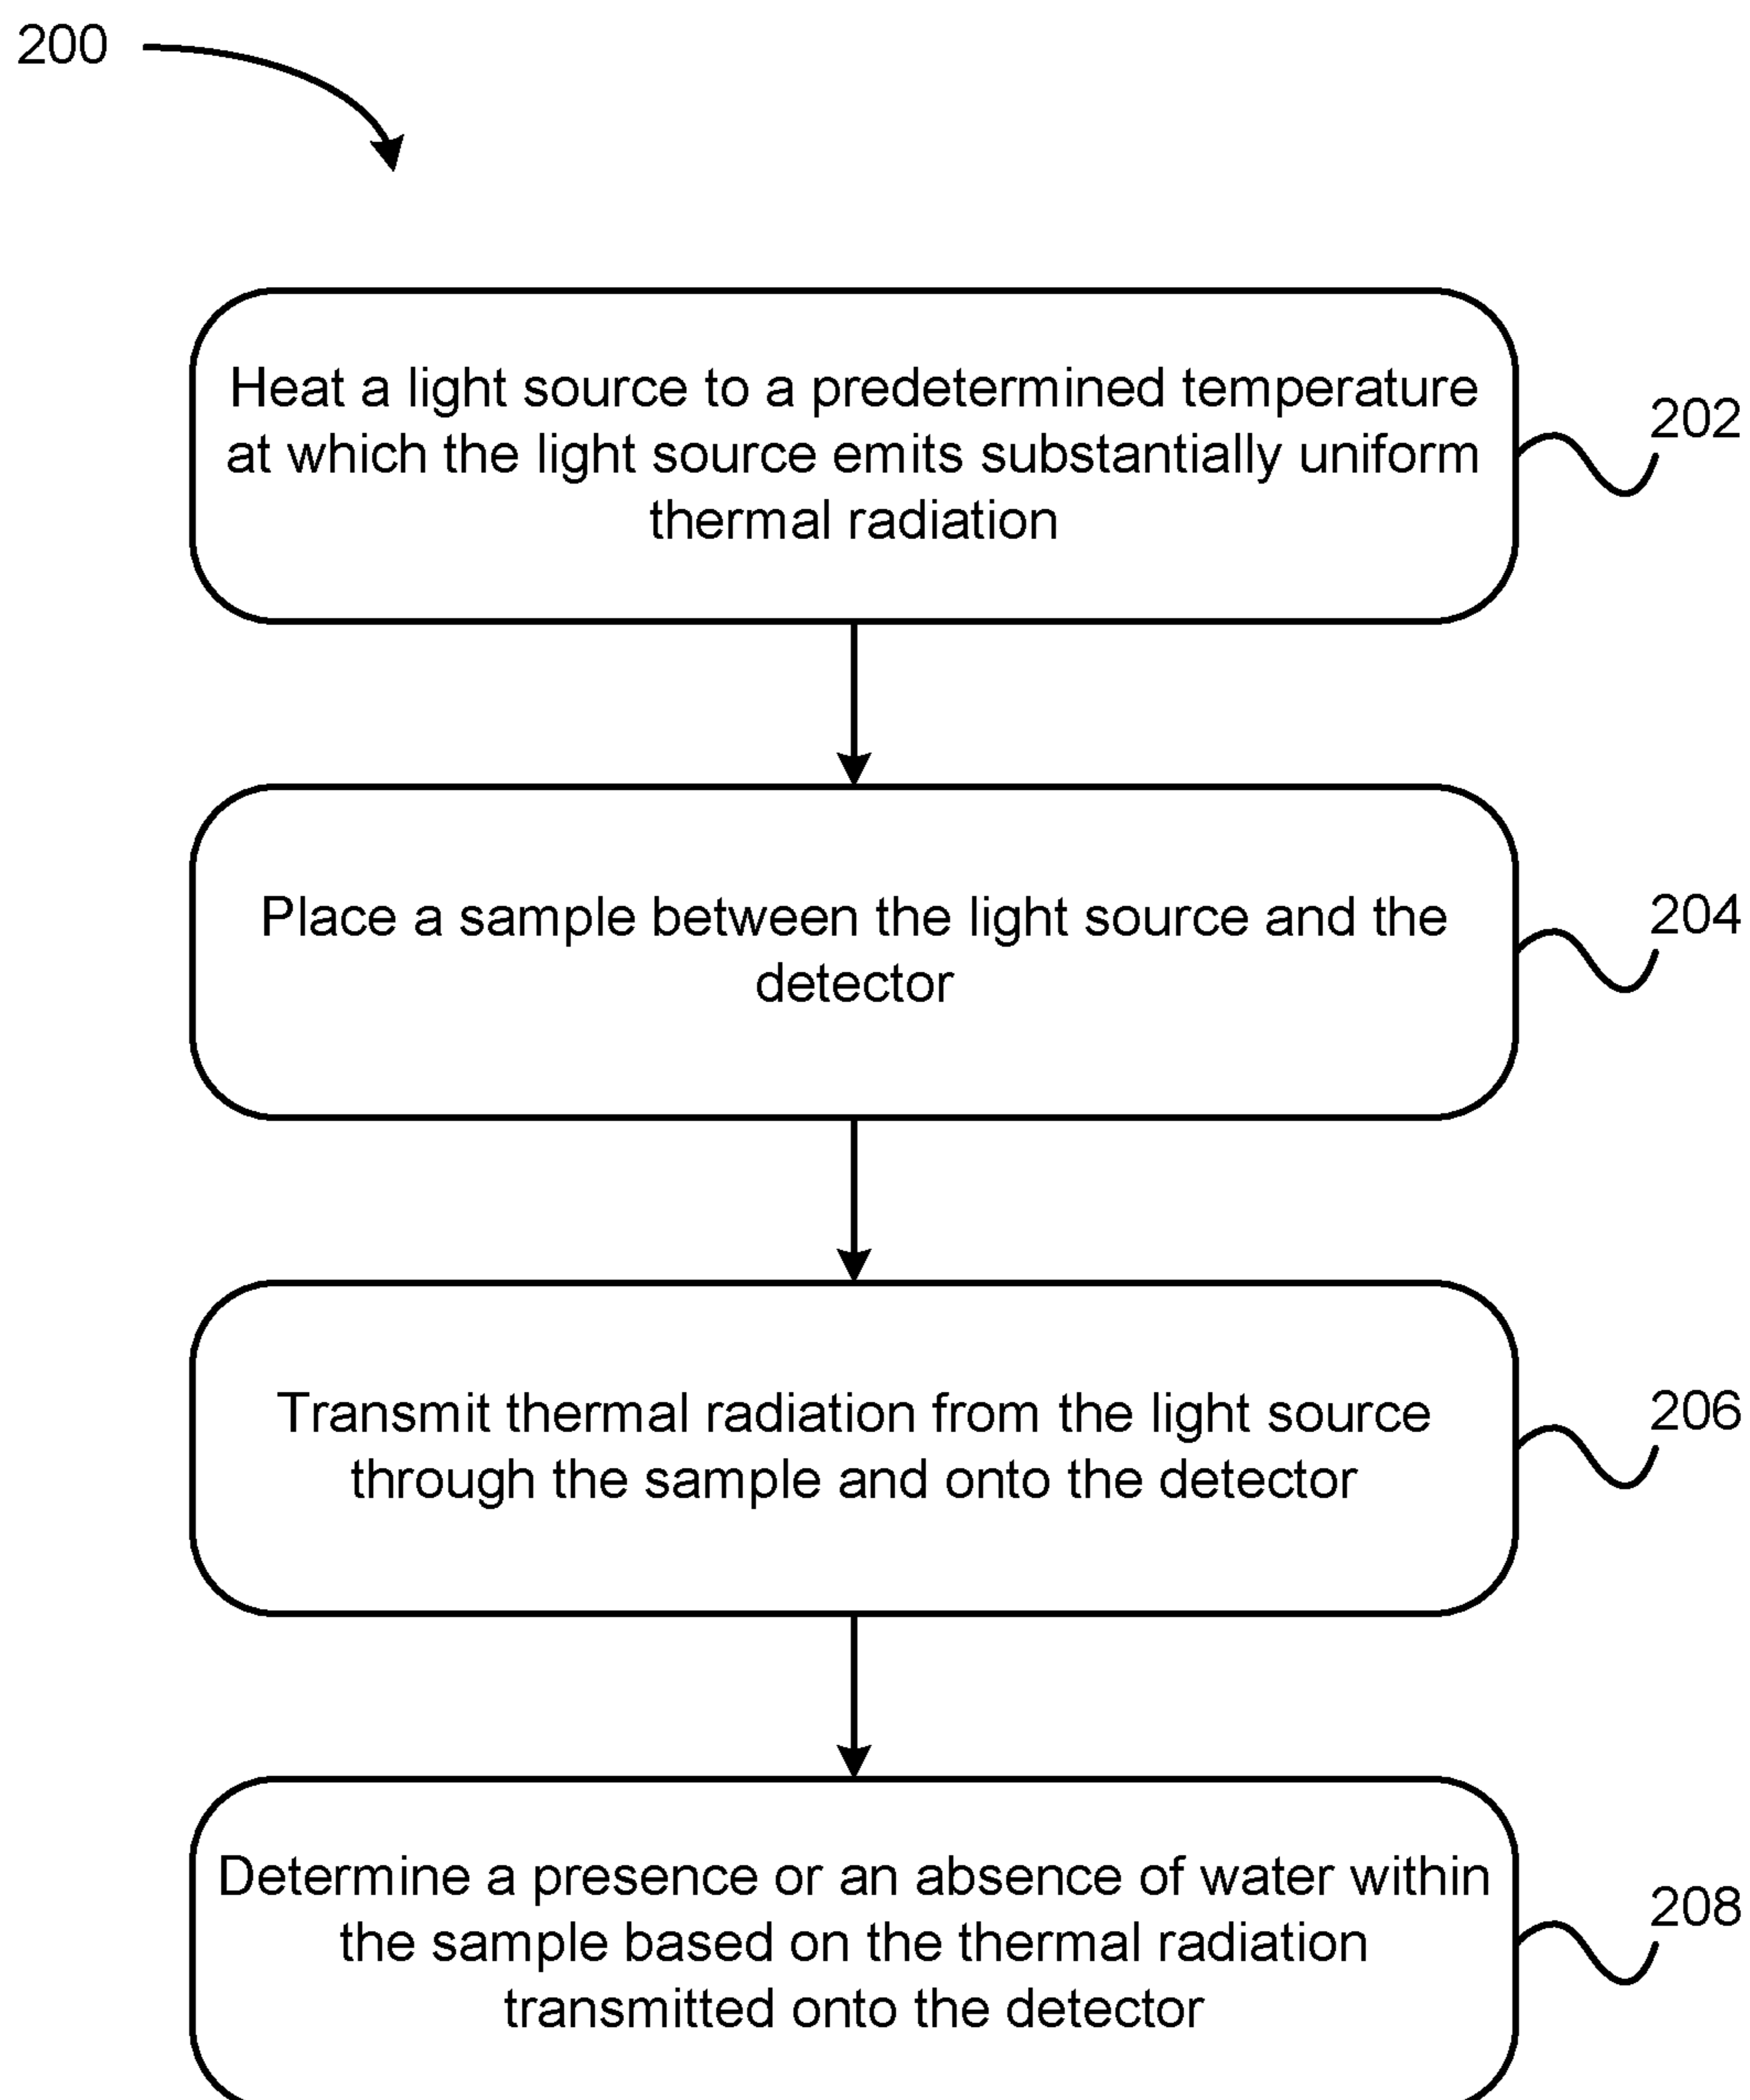 200
Heat a light source to a predetermined temperature
at which the light source emits substantially uniform
thermal radiation
202
Place a sample between the light source and the
detector
204
Transmit thermal radiation from the light source
through the sample and onto the detector
206
Determine a presence or an absence of water within
the sample based on the thermal radiation
transmitted onto the detector
208